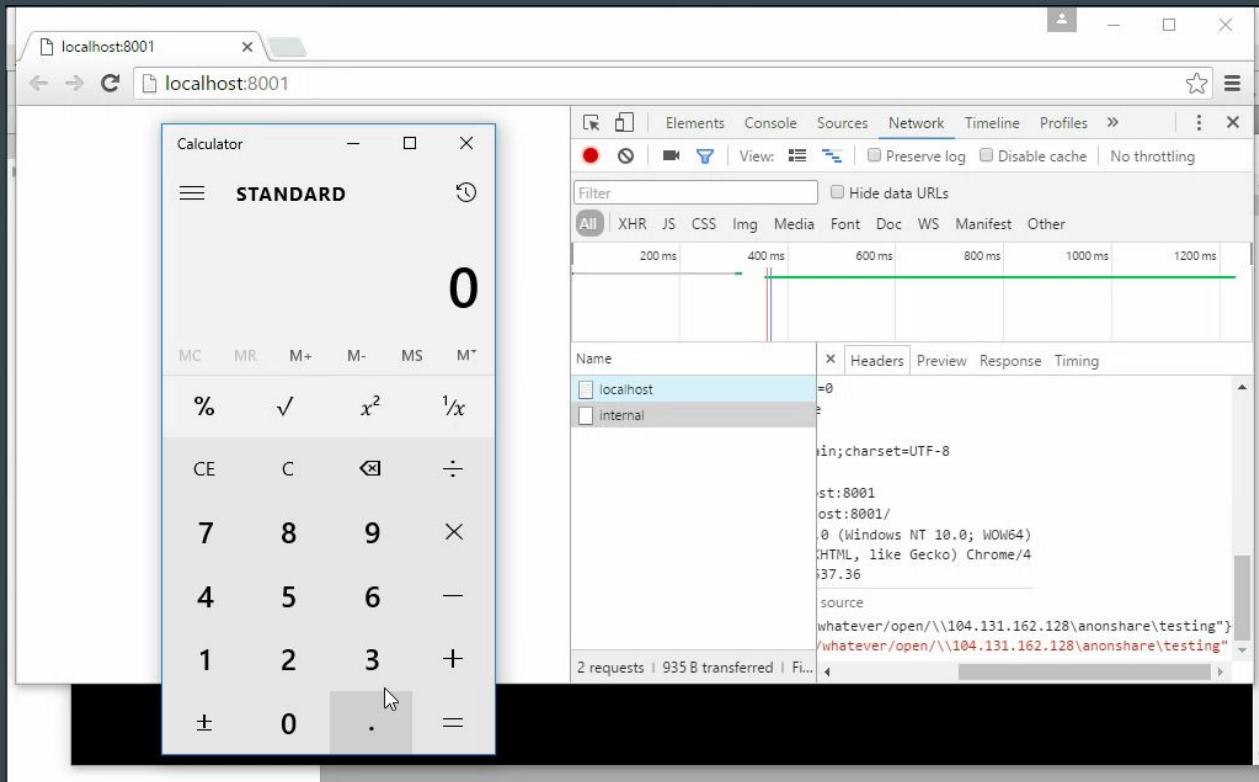 localhost:8001
localhost:8001
Calculator
STANDARD
0
MC MR M+ M- MS M˅
% √ x² ¹/x
CE C ÷
7 8 9 ×
4 5 6 −
1 2 3 +
± 0 . =
Elements Console Sources Network Timeline Profiles »
View: Preserve log Disable cache No throttling
Filter Hide data URLs
All XHR JS CSS Img Media Font Doc WS Manifest Other
200 ms 400 ms 600 ms 800 ms 1000 ms 1200 ms
Name
localhost
internal
2 requests | 935 B transferred | Fi...
× Headers Preview Response Timing
=0
in;charset=UTF-8
st:8001
ost:8001/
.0 (Windows NT 10.0; WOW64)
HTML, like Gecko) Chrome/4
537.36
source
whatever/open/\\104.131.162.128\anonshare\testing"}
/whatever/open/\\104.131.162.128\anonshare\testing"